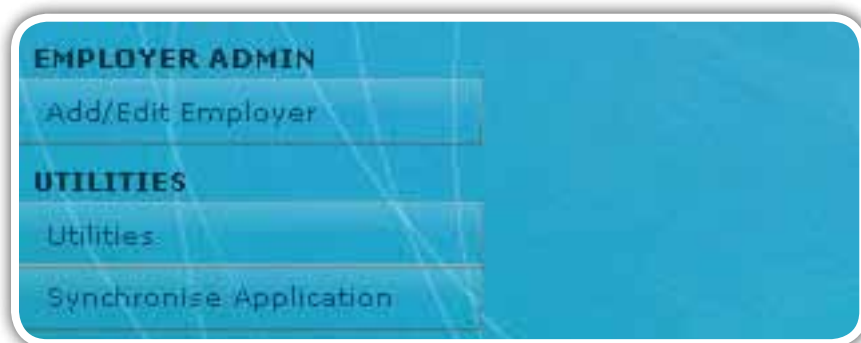 EMPLOYER ADMIN
Add/Edit Employer
UTILITIES
Utilities
Synchronise Application